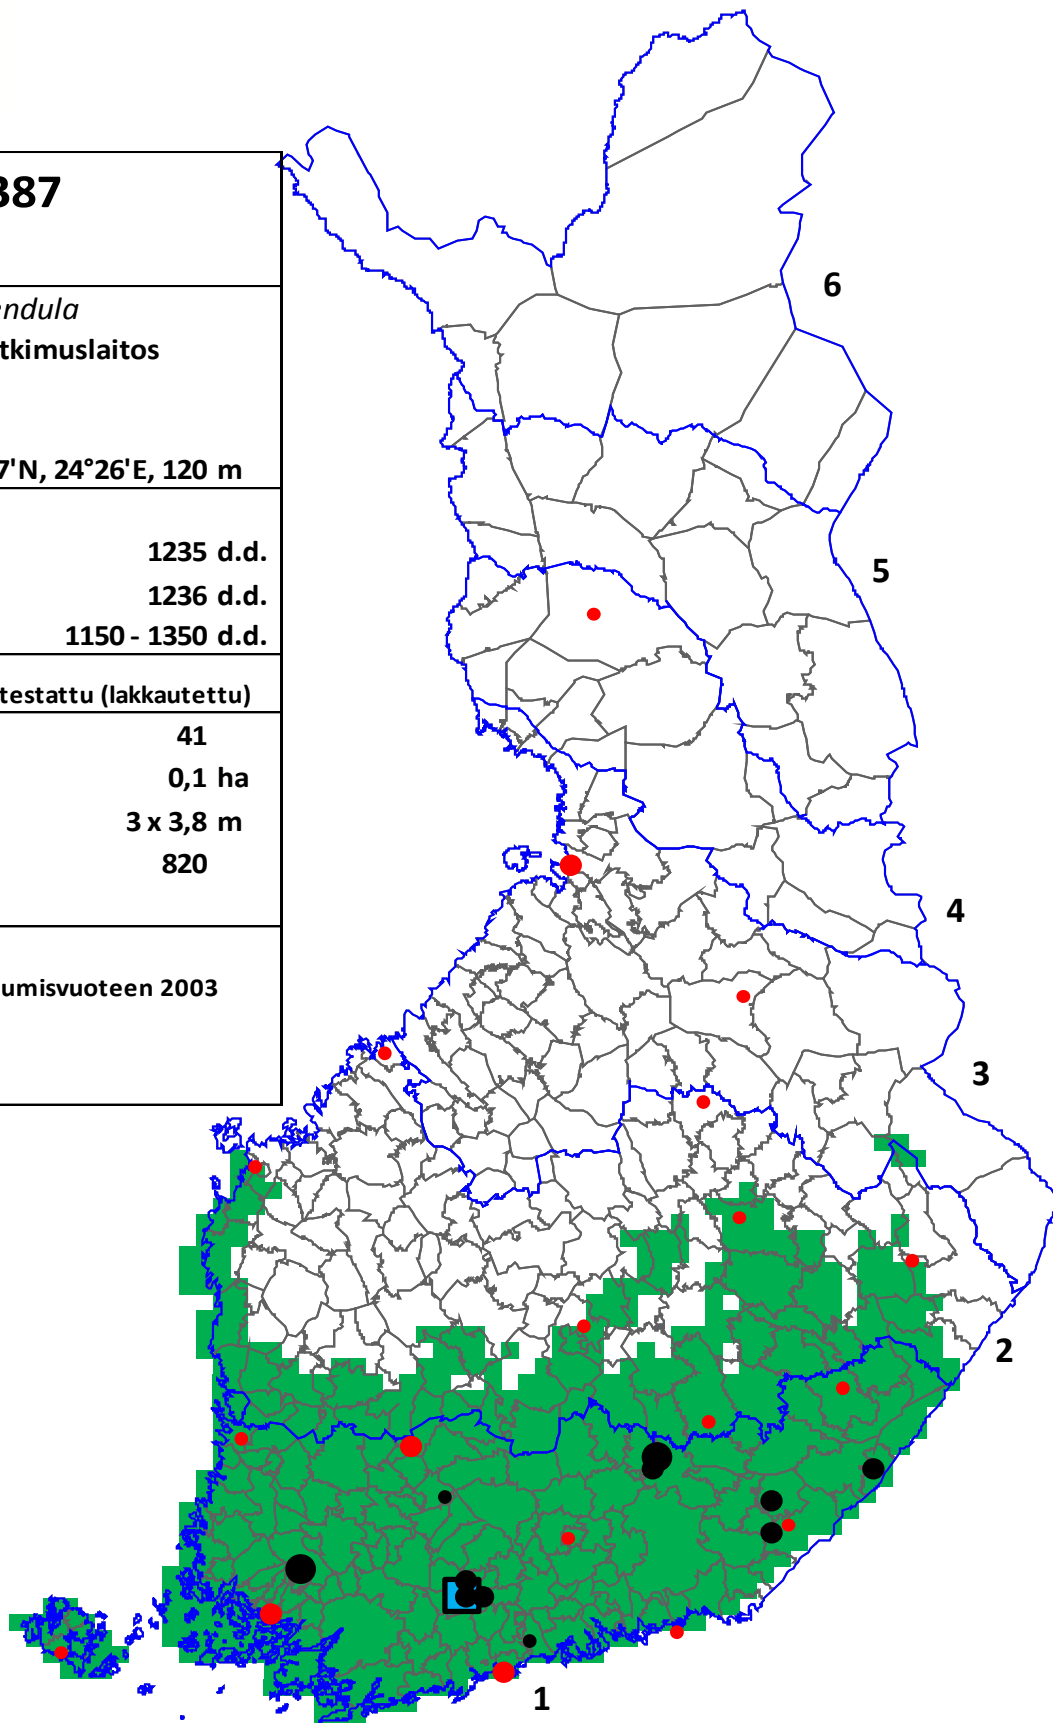 387
endula
tkimuslaitos
7'N, 24°26'E, 120 m
1235 d.d.
1236 d.d.
1150 - 1350 d.d.
testattu (lakkautettu)
41
0,1 ha
3 x 3,8 m
820
umisvuoteen 2003
6
5
4
3
2
1